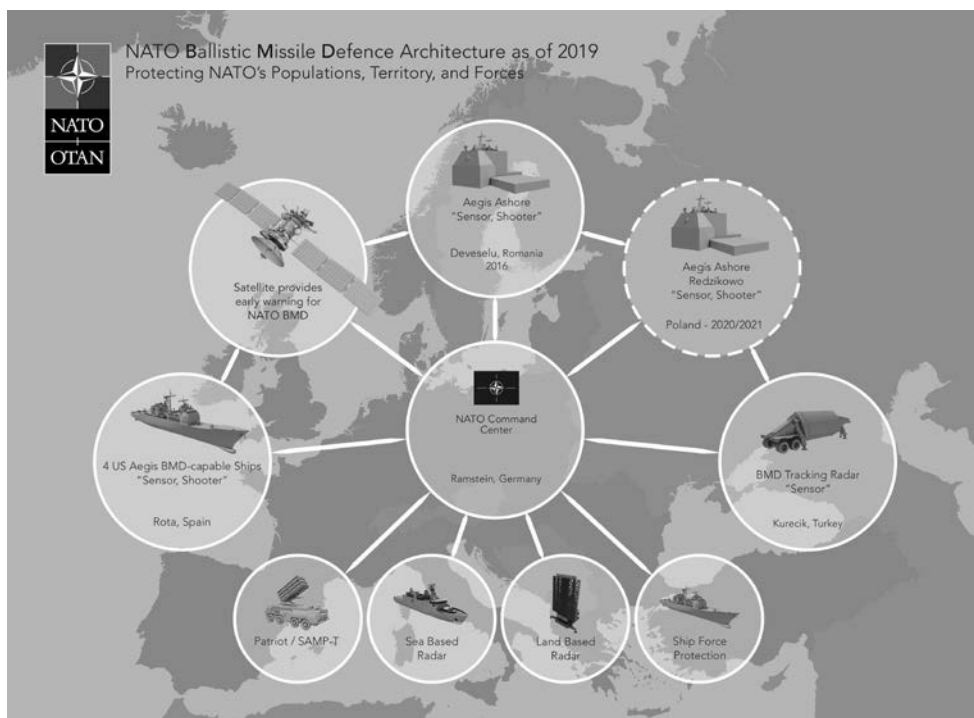 NATO Ballistic Missile Defence Architecture as of 2019
Protecting NATO's Populations, Territory, and Forces
NATO
OTAN
Aegis Ashore
"Sensor, Shooter"
Deveselu, Romania
2016
Satellite provides
early warning for
NATO BMD
Aegis Ashore
Redzikowo
"Sensor, Shooter"
Poland - 2020/2021
NATO Command
Center
Ramstein, Germany
4 US Aegis BMD-capable Ships
"Sensor, Shooter"
Rota, Spain
BMD Tracking Radar
"Sensor"
Kurecik, Turkey
Patriot / SAMP-T
Sea Based
Radar
Land Based
Radar
Ship Force
Protection